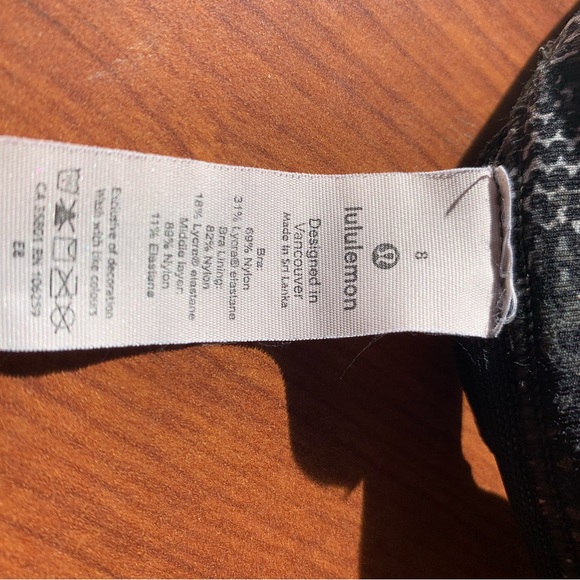 8
lululemon
Designed in
Vancouver
Made in Sri Lanka
Bra:
69% Nylon
31% Lycra® elastane
Bra Lining:
82% Nylon
18% Lycra® elastane
Middle layer:
89% Nylon
11% Elastane
Exclusive of decoration
Wash with like colours
CA 35801 RN 106259